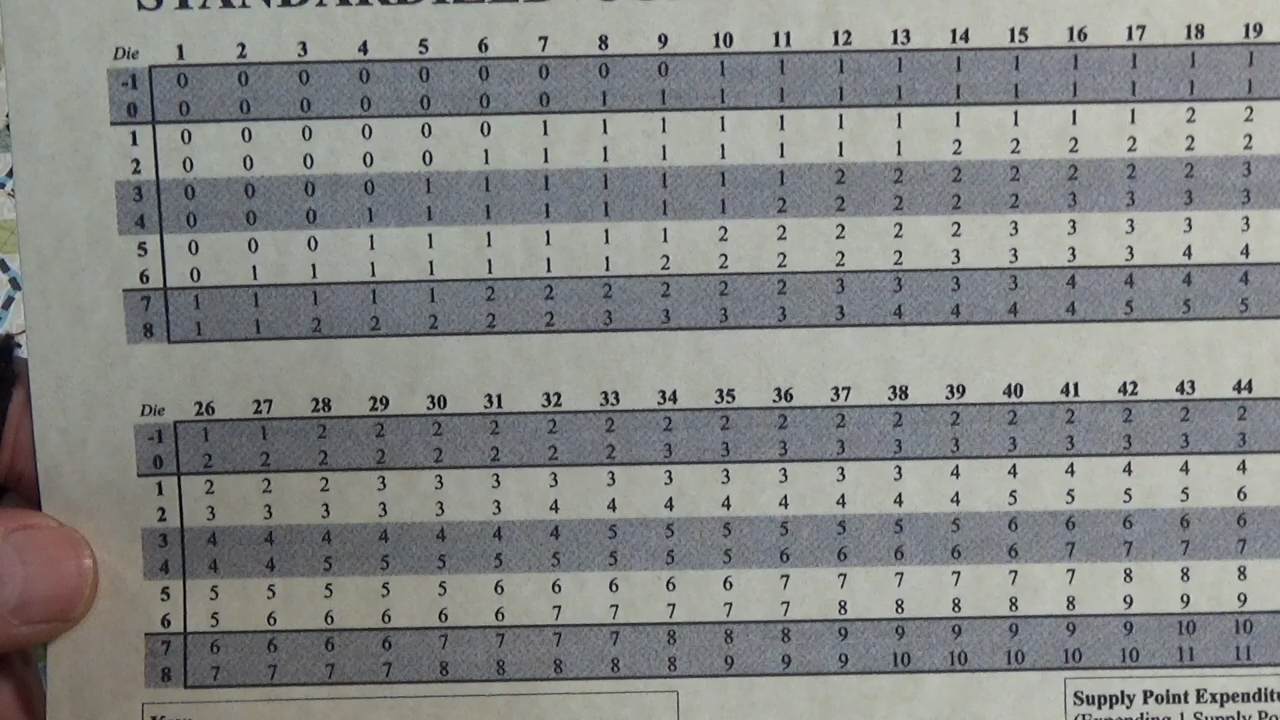 STANDARDIZED
Die 1 2 3 4 5 6 7 8 9 10 11 12 13 14 15 16 17 18 19
-1 0 0 0 0 0 0 0 0 0 1 1 1 1 1 1 1 1 1 1
0 0 0 0 0 0 0 0 1 1 1 1 1 1 1 1 1 1 1 1
1 0 0 0 0 0 0 1 1 1 1 1 1 1 1 1 1 1 2 2
2 0 0 0 0 0 1 1 1 1 1 1 1 1 2 2 2 2 2 2
3 0 0 0 0 1 1 1 1 1 1 1 2 2 2 2 2 2 2 3
4 0 0 0 1 1 1 1 1 1 1 2 2 2 2 2 3 3 3 3
5 0 0 0 1 1 1 1 1 1 2 2 2 2 2 3 3 3 3 3
6 0 1 1 1 1 1 1 1 2 2 2 2 2 3 3 3 3 4 4
7 1 1 1 1 1 2 2 2 2 2 2 3 3 3 3 4 4 4 4
8 1 1 2 2 2 2 2 3 3 3 3 3 4 4 4 4 5 5 5
Die 26 27 28 29 30 31 32 33 34 35 36 37 38 39 40 41 42 43 44
-1 1 1 2 2 2 2 2 2 2 2 2 2 2 2 2 2 2 2 2
0 2 2 2 2 2 2 2 2 3 3 3 3 3 3 3 3 3 3 3
1 2 2 2 3 3 3 3 3 3 3 3 3 3 4 4 4 4 4 4
2 3 3 3 3 3 3 4 4 4 4 4 4 4 4 5 5 5 5 6
3 4 4 4 4 4 4 4 5 5 5 5 5 5 5 6 6 6 6 6
4 4 4 5 5 5 5 5 5 5 5 6 6 6 6 6 7 7 7 7
5 5 5 5 5 5 6 6 6 6 6 7 7 7 7 7 7 8 8 8
6 5 6 6 6 6 6 7 7 7 7 7 8 8 8 8 8 9 9 9
7 6 6 6 6 7 7 7 7 8 8 8 9 9 9 9 9 9 10 10
8 7 7 7 7 8 8 8 8 8 9 9 9 10 10 10 10 10 11 11
Supply Point Expenditu
(Expending 1 Supply Po